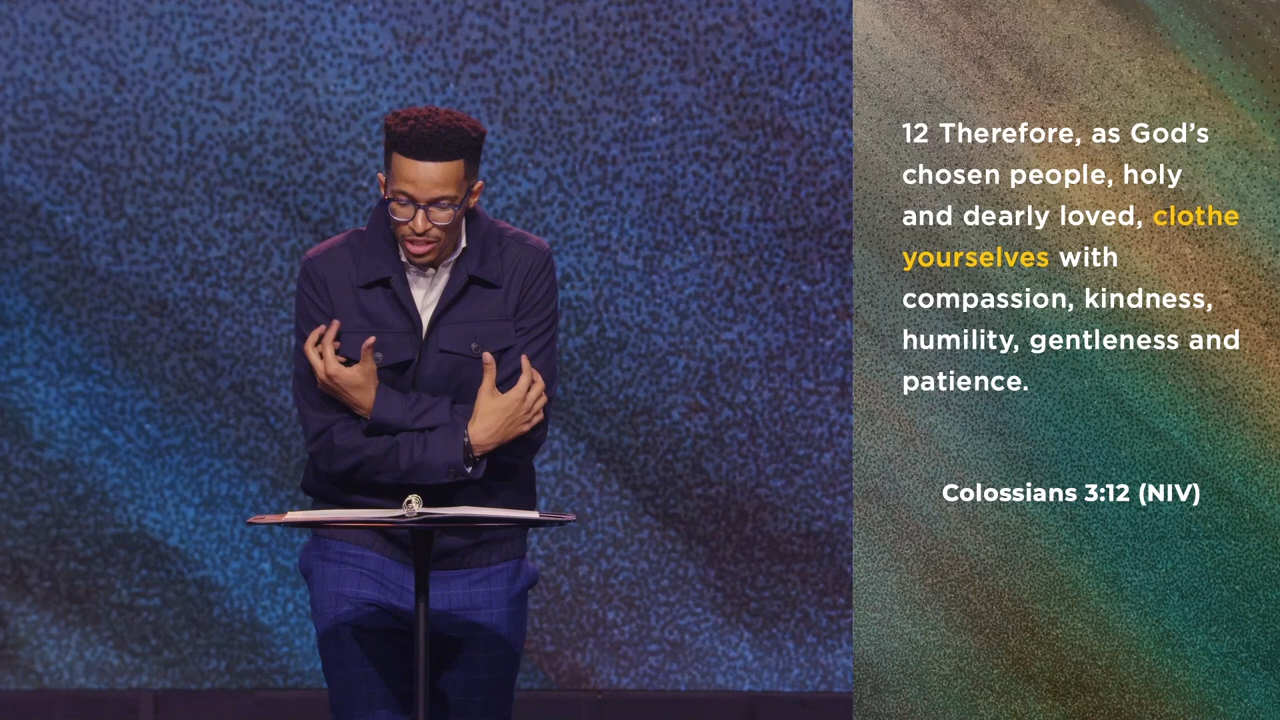 12 Therefore, as God’s
chosen people, holy
and dearly loved, clothe
yourselves with
compassion, kindness,
humility, gentleness and
patience.
Colossians 3:12 (NIV)